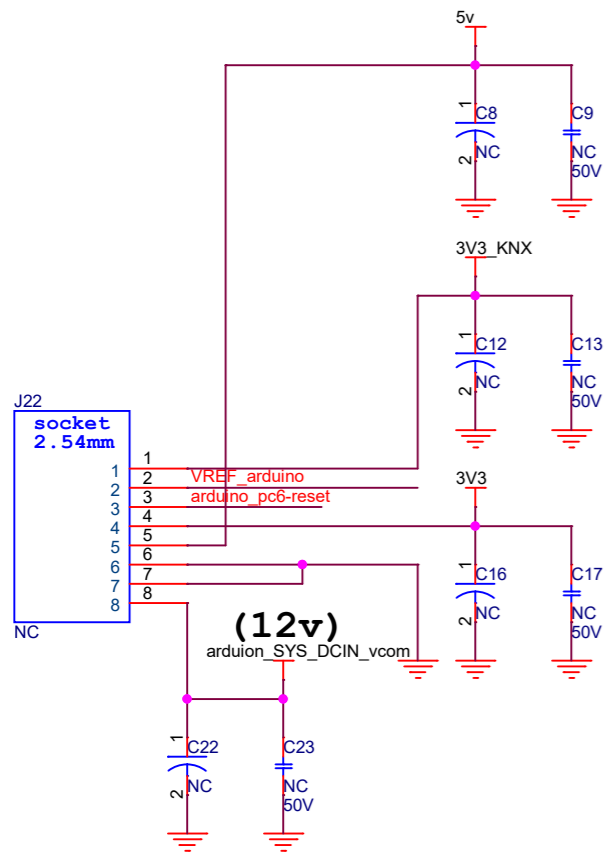 5v
1
C8
C9
2
NC
NC
50V
3V3_KNX
1
C12
C13
2
NC
NC
50V
J22
socket
2.54mm
1
1
2
VREF_arduino
2
3
arduino_pc6-reset
3
4
4
5
5
6
6
7
7
8
8
NC
3V3
1
C16
C17
2
NC
NC
50V
(12v)
arduion_SYS_DCIN_vcom
1
C22
C23
2
NC
NC
50V